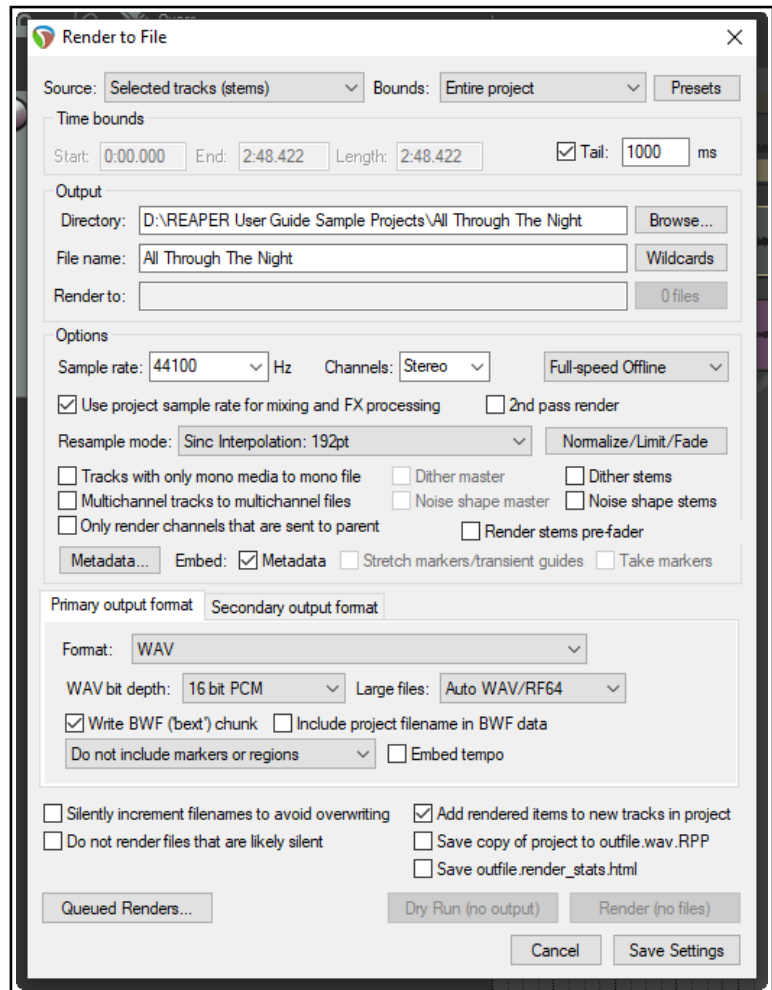 Render to File
Source: Selected tracks (stems) Bounds: Entire project Presets
Time bounds
Start: 0:00.000 End: 2:48.422 Length: 2:48.422 Tail: 1000 ms
Output
Directory: D:\REAPER User Guide Sample Projects\All Through The Night Browse...
File name: All Through The Night Wildcards
Render to: 0 files
Options
Sample rate: 44100 Hz Channels: Stereo Full-speed Offline
Use project sample rate for mixing and FX processing 2nd pass render
Resample mode: Sinc Interpolation: 192pt Normalize/Limit/Fade
Tracks with only mono media to mono file Dither master Dither stems
Multichannel tracks to multichannel files Noise shape master Noise shape stems
Only render channels that are sent to parent Render stems pre-fader
Metadata... Embed: Metadata Stretch markers/transient guides Take markers
Primary output format Secondary output format
Format: WAV
WAV bit depth: 16 bit PCM Large files: Auto WAV/RF64
Write BWF ('bext') chunk Include project filename in BWF data
Do not include markers or regions Embed tempo
Silently increment filenames to avoid overwriting Add rendered items to new tracks in project
Do not render files that are likely silent Save copy of project to outfile.wav.RPP
Save outfile.render_stats.html
Queued Renders... Dry Run (no output) Render (no files)
Cancel Save Settings